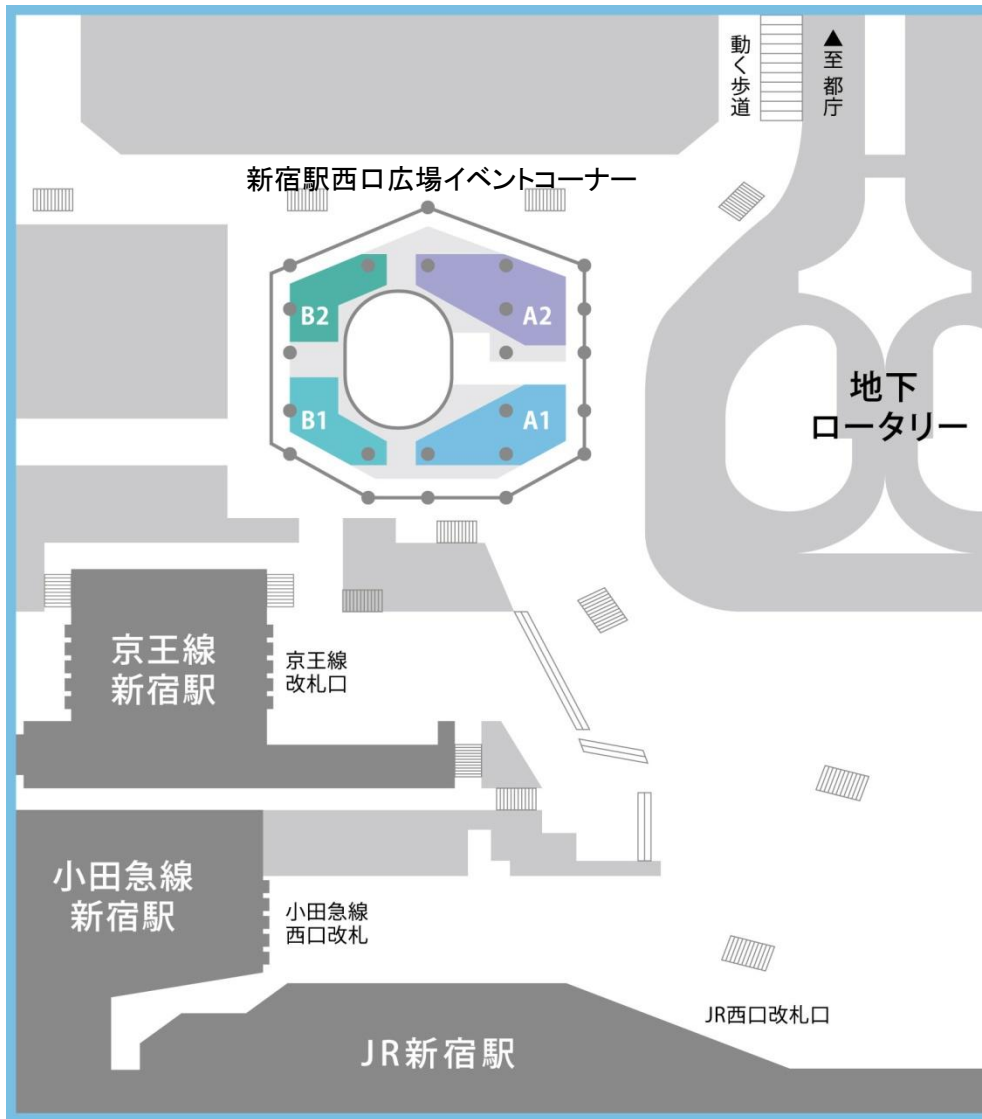 動く歩道
▲至 都庁
新宿駅西口広場イベントコーナー
B2
A2
B1
A1
地下
ロータリー
京王線
新宿駅
京王線
改札口
小田急線
新宿駅
小田急線
西口改札
JR西口改札口
JR新宿駅